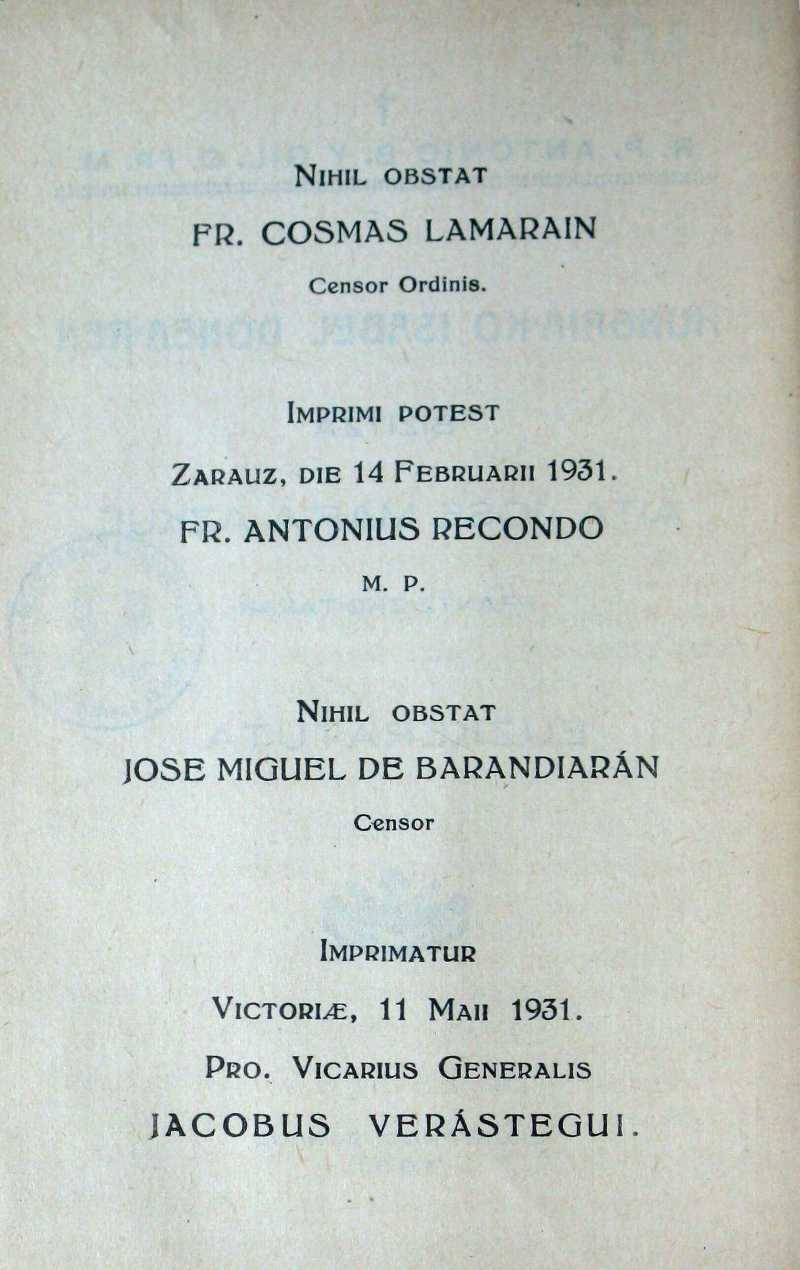 Nihil obstat
FR. COSMAS LAMARAIN
Censor Ordinis.
Imprimi potest
Zarauz, die 14 Februarii 1931.
FR. ANTONIUS RECONDO
M. P.
Nihil obstat
JOSE MIGUEL DE BARANDIARÁN
Censor
Imprimatur
Victoriæ, 11 Maii 1931.
Pro. Vicarius Generalis
JACOBUS VERÁSTEGUI.